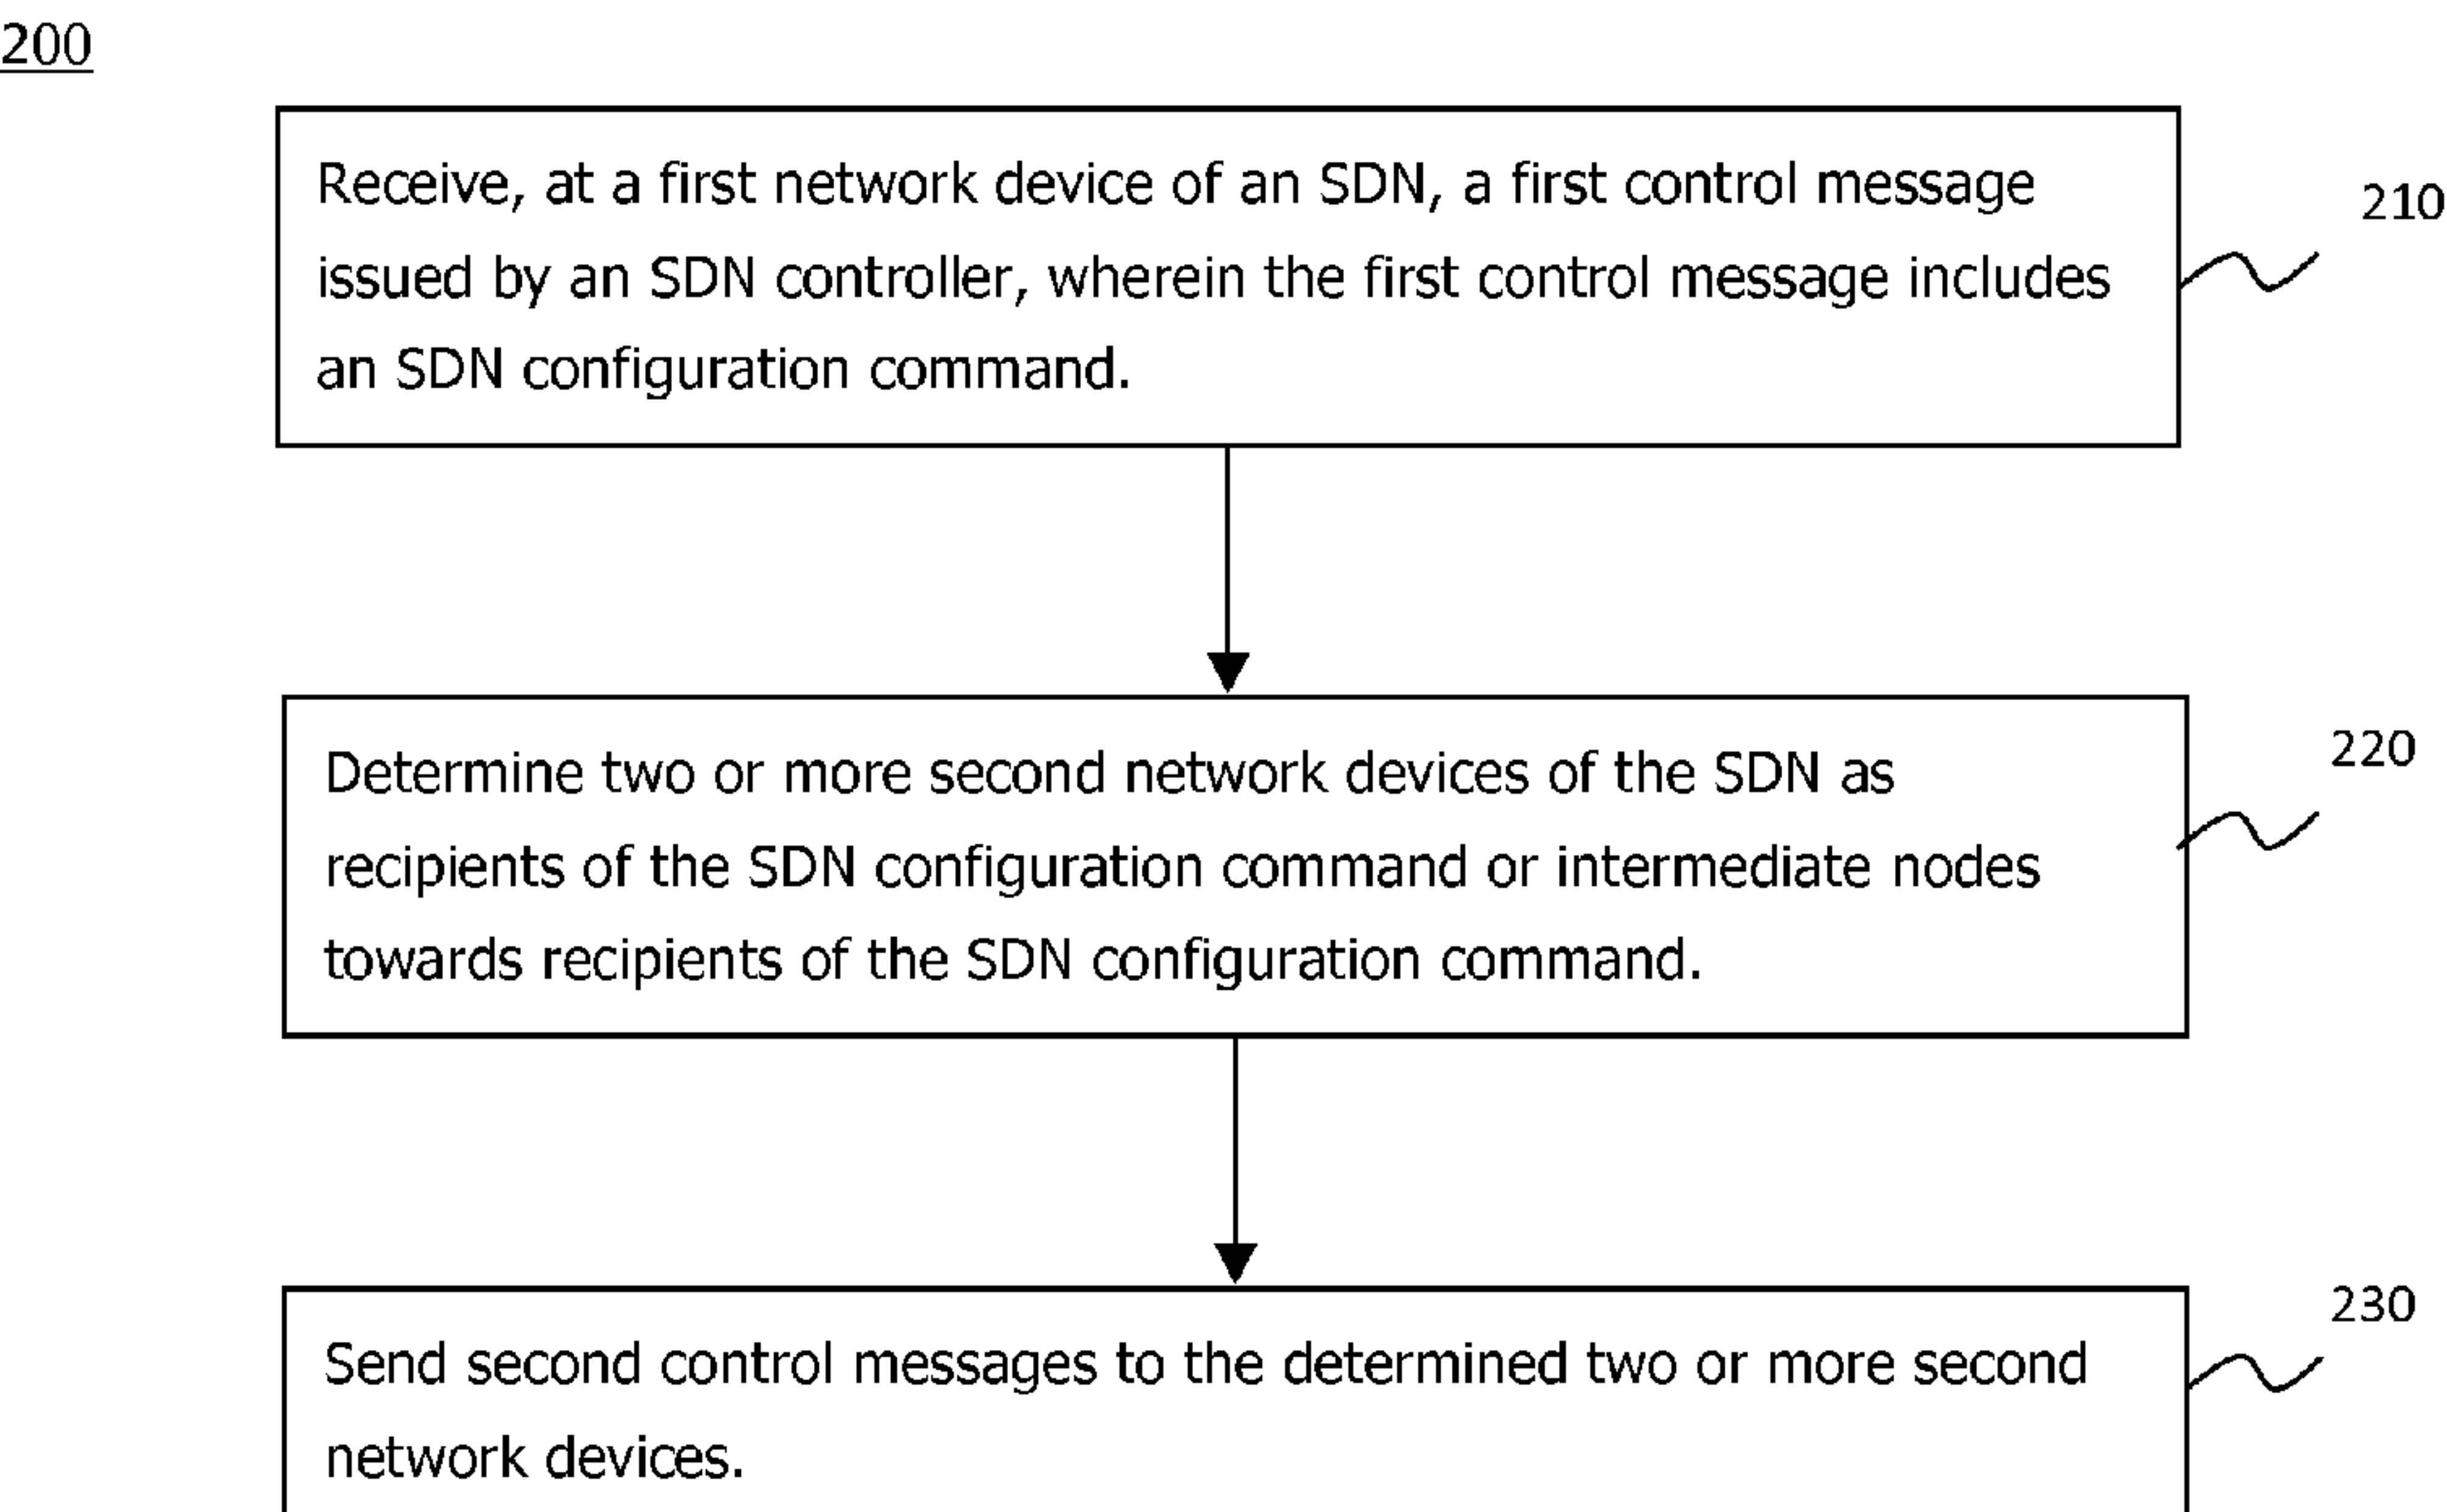 200
Receive, at a first network device of an SDN, a first control message
issued by an SDN controller, wherein the first control message includes
an SDN configuration command.
210
Determine two or more second network devices of the SDN as
recipients of the SDN configuration command or intermediate nodes
towards recipients of the SDN configuration command.
220
Send second control messages to the determined two or more second
network devices.
230